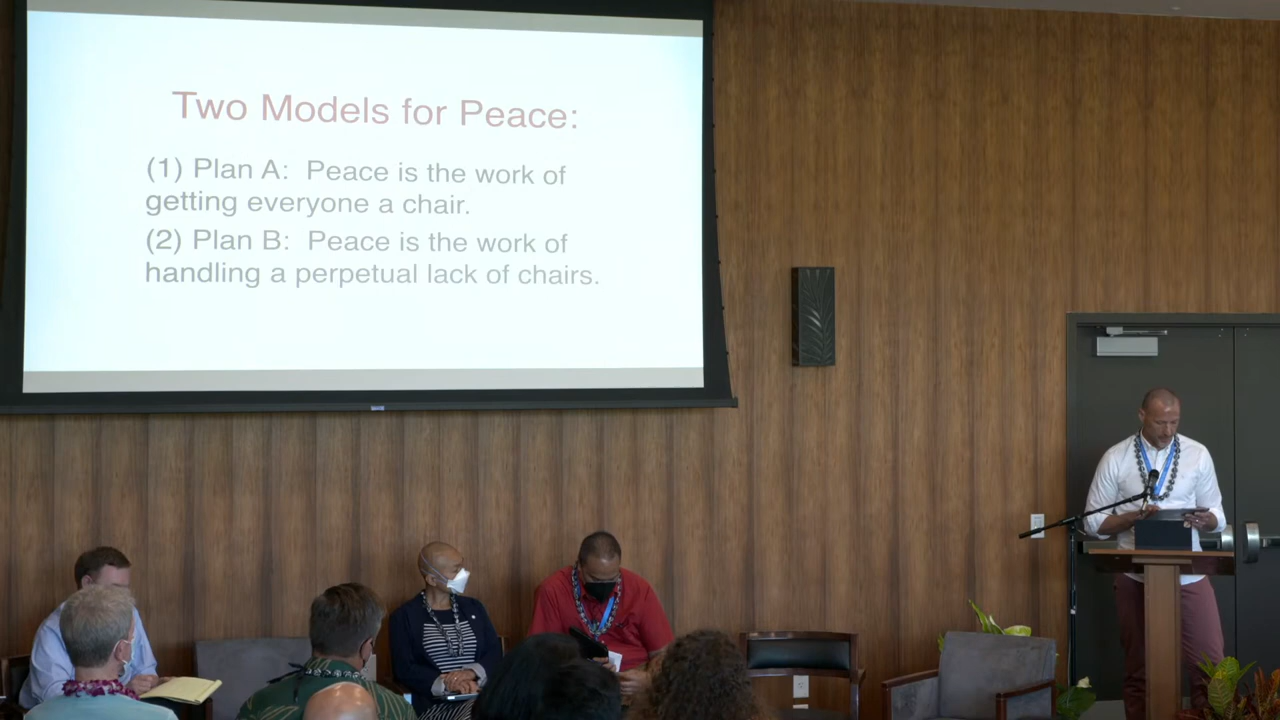 Two Models for Peace:
(1) Plan A: Peace is the work of
getting everyone a chair.
(2) Plan B: Peace is the work of
handling a perpetual lack of chairs.